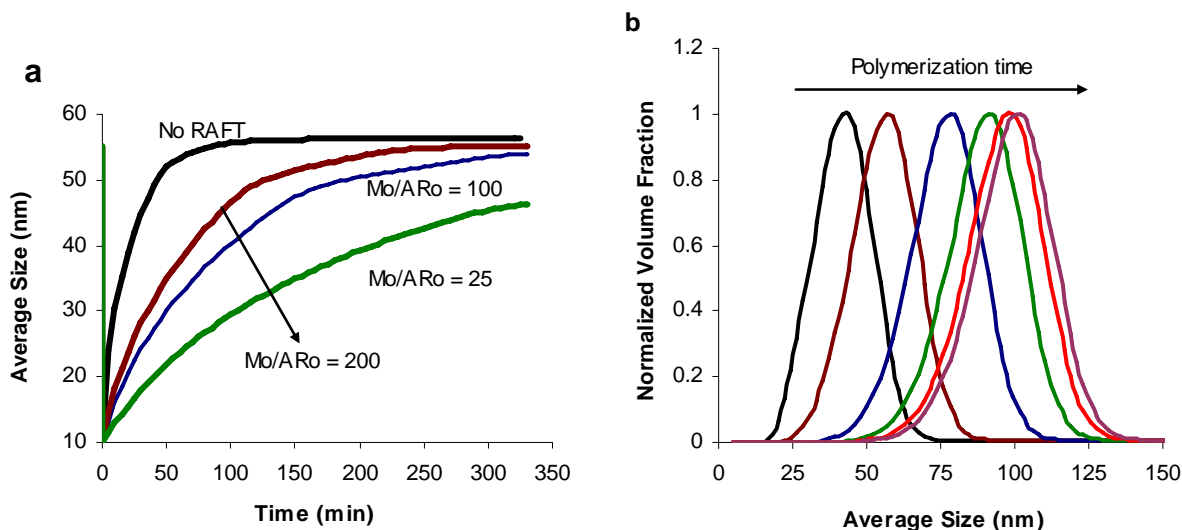 a
No RAFT
Mo/ARo = 100
Mo/ARo = 25
Mo/ARo = 200
60
50
40
30
20
10
0
50
100
150
200
250
300
350
Average Size (nm)
Time (min)
b
Polymerization time
1.2
1
0.8
0.6
0.4
0.2
0
0
25
50
75
100
125
150
Normalized Volume Fraction
Average Size (nm)